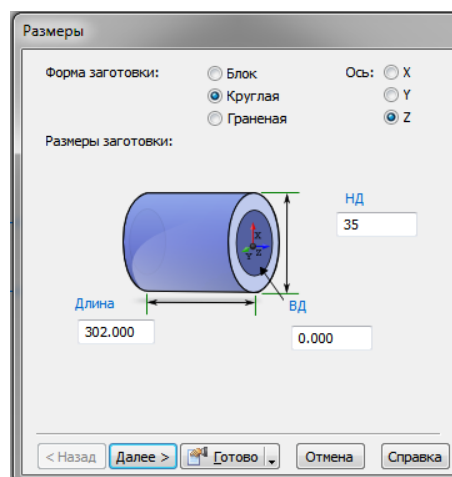 Размеры
Форма заготовки: Блок Ось: X
Круглая Y
Граненая Z
Размеры заготовки:
НД
35
X
Y Z
Длина ВД
302.000 0.000
< Назад Далее > Готово Отмена Справка